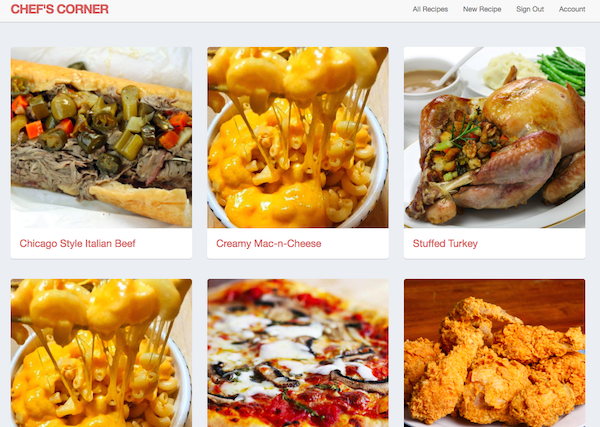 CHEF'S CORNER
All Recipes New Recipe Sign Out Account
Chicago Style Italian Beef
Creamy Mac-n-Cheese
Stuffed Turkey